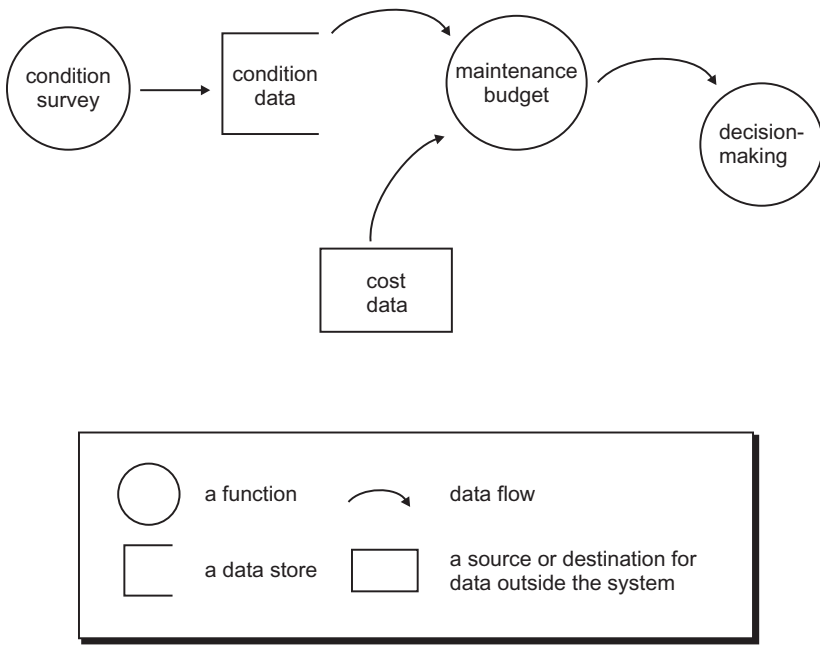 condition
survey
condition
data
maintenance
budget
decision-
making
cost
data
a function
data flow
a data store
a source or destination for
data outside the system